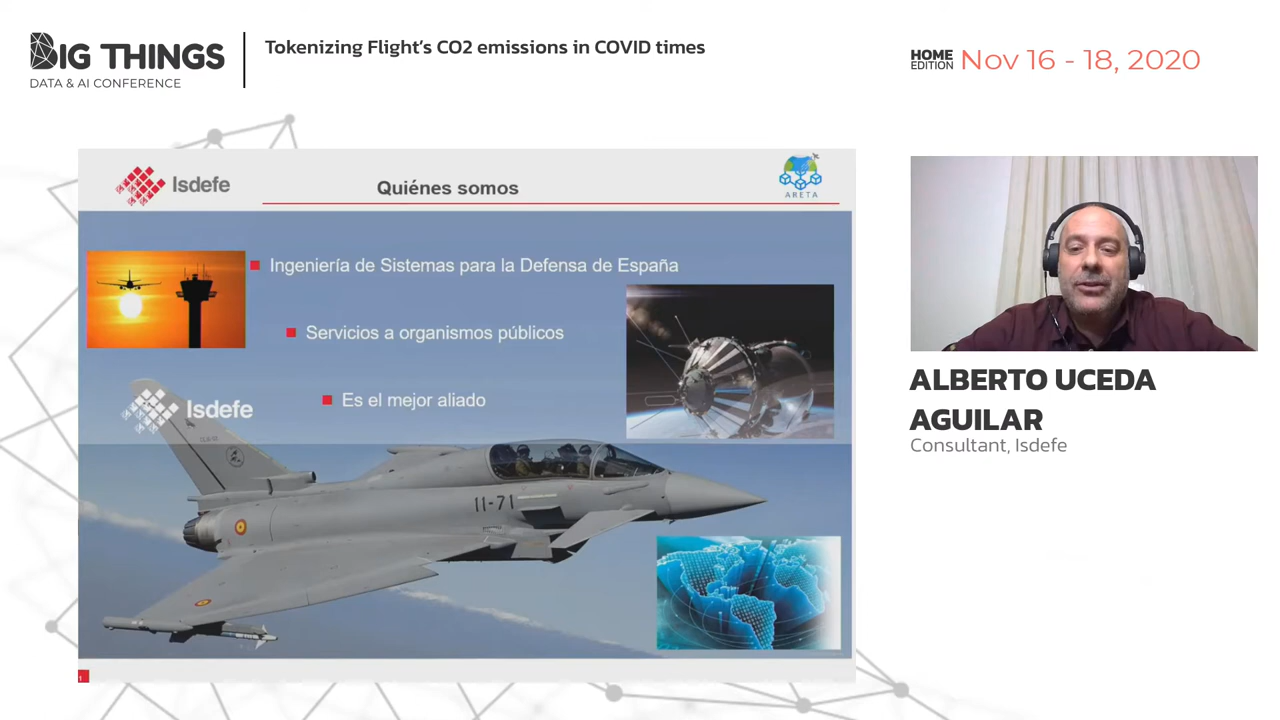 BIG THINGS
DATA & AI CONFERENCE
Tokenizing Flight's CO2 emissions in COVID times
HOME
EDITION
Nov 16 - 18, 2020
Isdefe
Quiénes somos
ARETA
Ingeniería de Sistemas para la Defensa de España
Servicios a organismos públicos
Isdefe
Es el mejor aliado
11-71
1
ALBERTO UCEDA
AGUILAR
Consultant, Isdefe